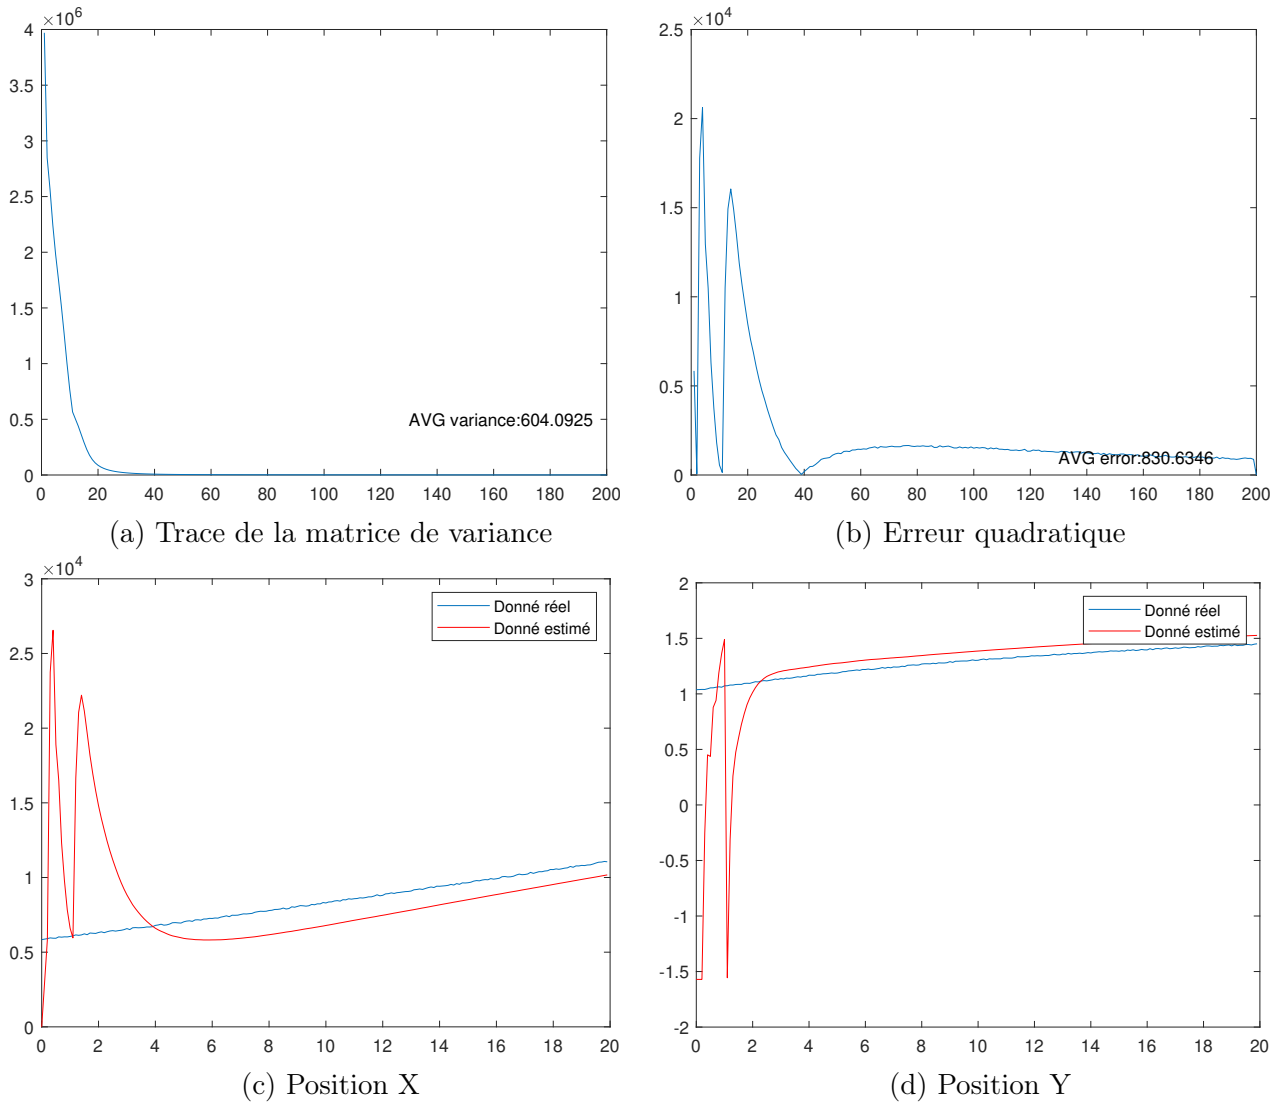 ×10⁶
4
3.5
3
2.5
2
1.5
1
0.5
0
AVG variance:604.0925
0 20 40 60 80 100 120 140 160 180 200
(a) Trace de la matrice de variance
×10⁴
2.5
2
1.5
1
0.5
0
AVG error:830.6346
0 20 40 60 80 100 120 140 160 180 200
(b) Erreur quadratique
×10⁴
3
2.5
2
1.5
1
0.5
0
Donné réel
Donné estimé
0 2 4 6 8 10 12 14 16 18 20
(c) Position X
2
1.5
1
0.5
0
-0.5
-1
-1.5
-2
Donné réel
Donné estimé
0 2 4 6 8 10 12 14 16 18 20
(d) Position Y